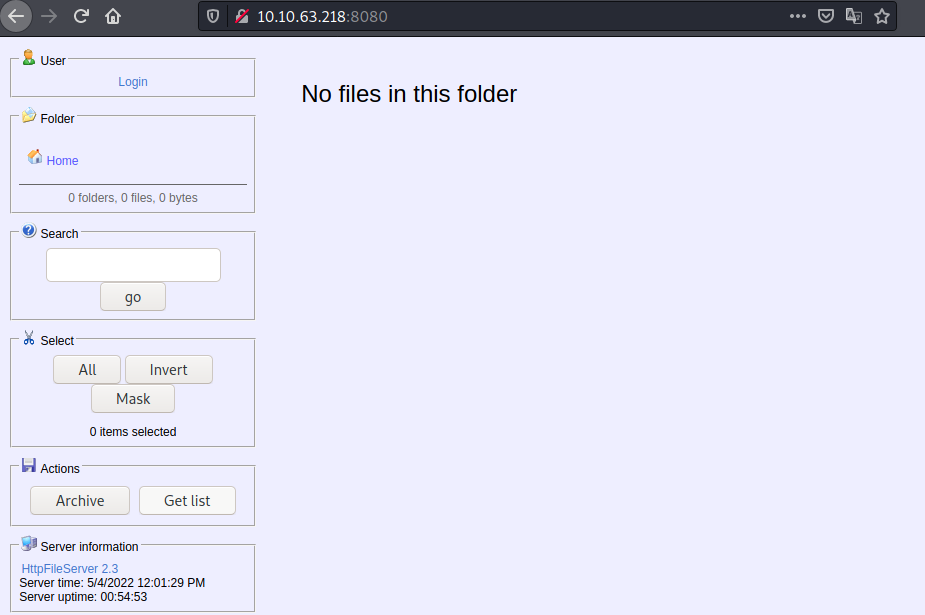 10.10.63.218:8080
User
Login
No files in this folder
Folder
Home
0 folders, 0 files, 0 bytes
Search
go
Select
All Invert
Mask
0 items selected
Actions
Archive Get list
Server information
HttpFileServer 2.3
Server time: 5/4/2022 12:01:29 PM
Server uptime: 00:54:53